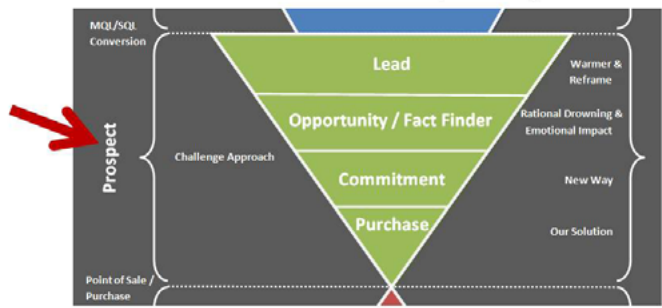 MQL/SQL
Conversion
Lead
Warmer &
Reframe
Opportunity / Fact Finder
Rational Drowning &
Emotional Impact
Prospect
Challenge Approach
Commitment
New Way
Purchase
Our Solution
Point of Sale /
Purchase